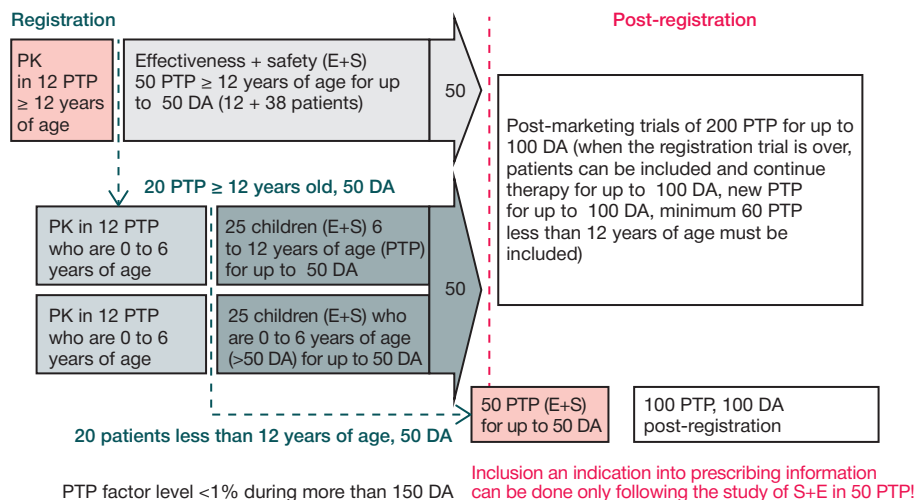 Registration
Post-registration
PK
in 12 PTP
≥ 12 years
of age
Effectiveness + safety (E+S)
50 PTP ≥ 12 years of age for up
to 50 DA (12 + 38 patients)
50
Post-marketing trials of 200 PTP for up to
100 DA (when the registration trial is over,
patients can be included and continue
therapy for up to 100 DA, new PTP
for up to 100 DA, minimum 60 PTP
less than 12 years of age must be
included)
20 PTP ≥ 12 years old, 50 DA
PK in 12 PTP
who are 0 to 6
years of age
25 children (E+S) 6
to 12 years of age (PTP)
for up to 50 DA
50
PK in 12 PTP
who are 0 to 6
years of age
25 children (E+S) who
are 0 to 6 years of age
(>50 DA) for up to 50 DA
20 patients less than 12 years of age, 50 DA
50 PTP (E+S)
for up to 50 DA
100 PTP, 100 DA
post-registration
PTP factor level <1% during more than 150 DA
Inclusion an indication into prescribing information
can be done only following the study of S+E in 50 PTP!